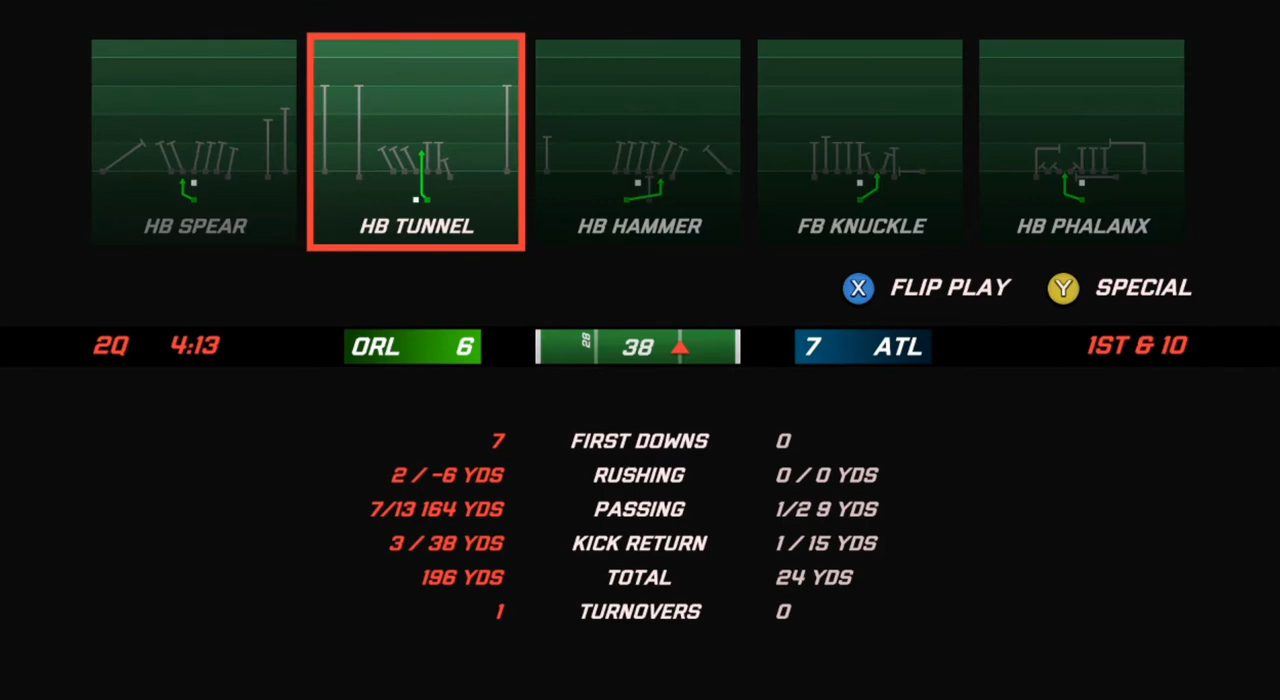 HB SPEAR HB TUNNEL HB HAMMER FB KNUCKLE HB PHALANX
X FLIP PLAY Y SPECIAL
2Q 4:13 ORL 6 28 38 7 ATL 1ST & 10
7 FIRST DOWNS 0
2 / -6 YDS RUSHING 0 / 0 YDS
7/13 164 YDS PASSING 1/2 9 YDS
3 / 38 YDS KICK RETURN 1 / 15 YDS
196 YDS TOTAL 24 YDS
1 TURNOVERS 0